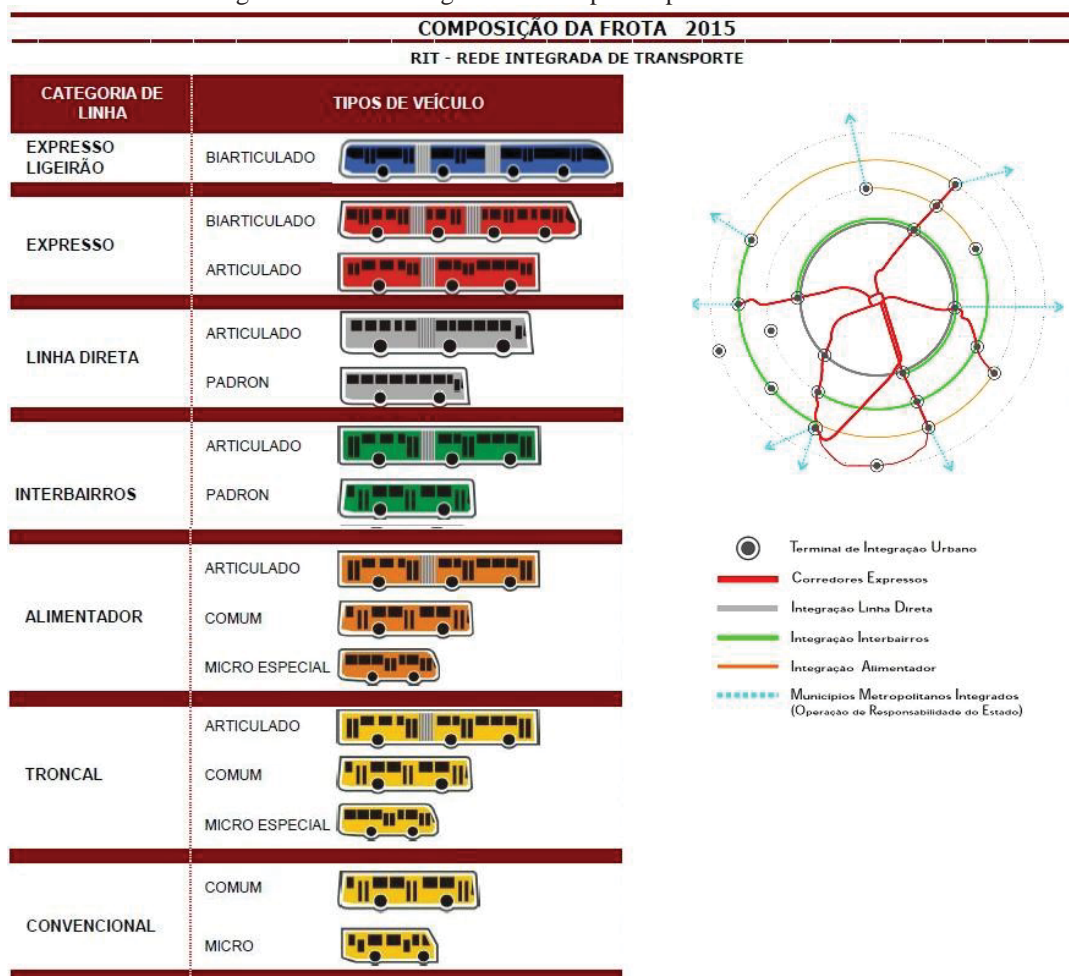 COMPOSIÇÃO DA FROTA 2015
RIT - REDE INTEGRADA DE TRANSPORTE
CATEGORIA DE LINHA
TIPOS DE VEÍCULO
EXPRESSO LIGEIRÃO
BIARTICULADO
EXPRESSO
BIARTICULADO
ARTICULADO
LINHA DIRETA
ARTICULADO
PADRON
INTERBAIRROS
ARTICULADO
PADRON
ALIMENTADOR
ARTICULADO
COMUM
MICRO ESPECIAL
TRONCAL
ARTICULADO
COMUM
MICRO ESPECIAL
CONVENCIONAL
COMUM
MICRO
Terminal de Integração Urbano
Corredores Expressos
Integração Linha Direta
Integração Interbairros
Integração Alimentador
Municípios Metropolitanos Integrados
(Operação de Responsabilidade do Estado)